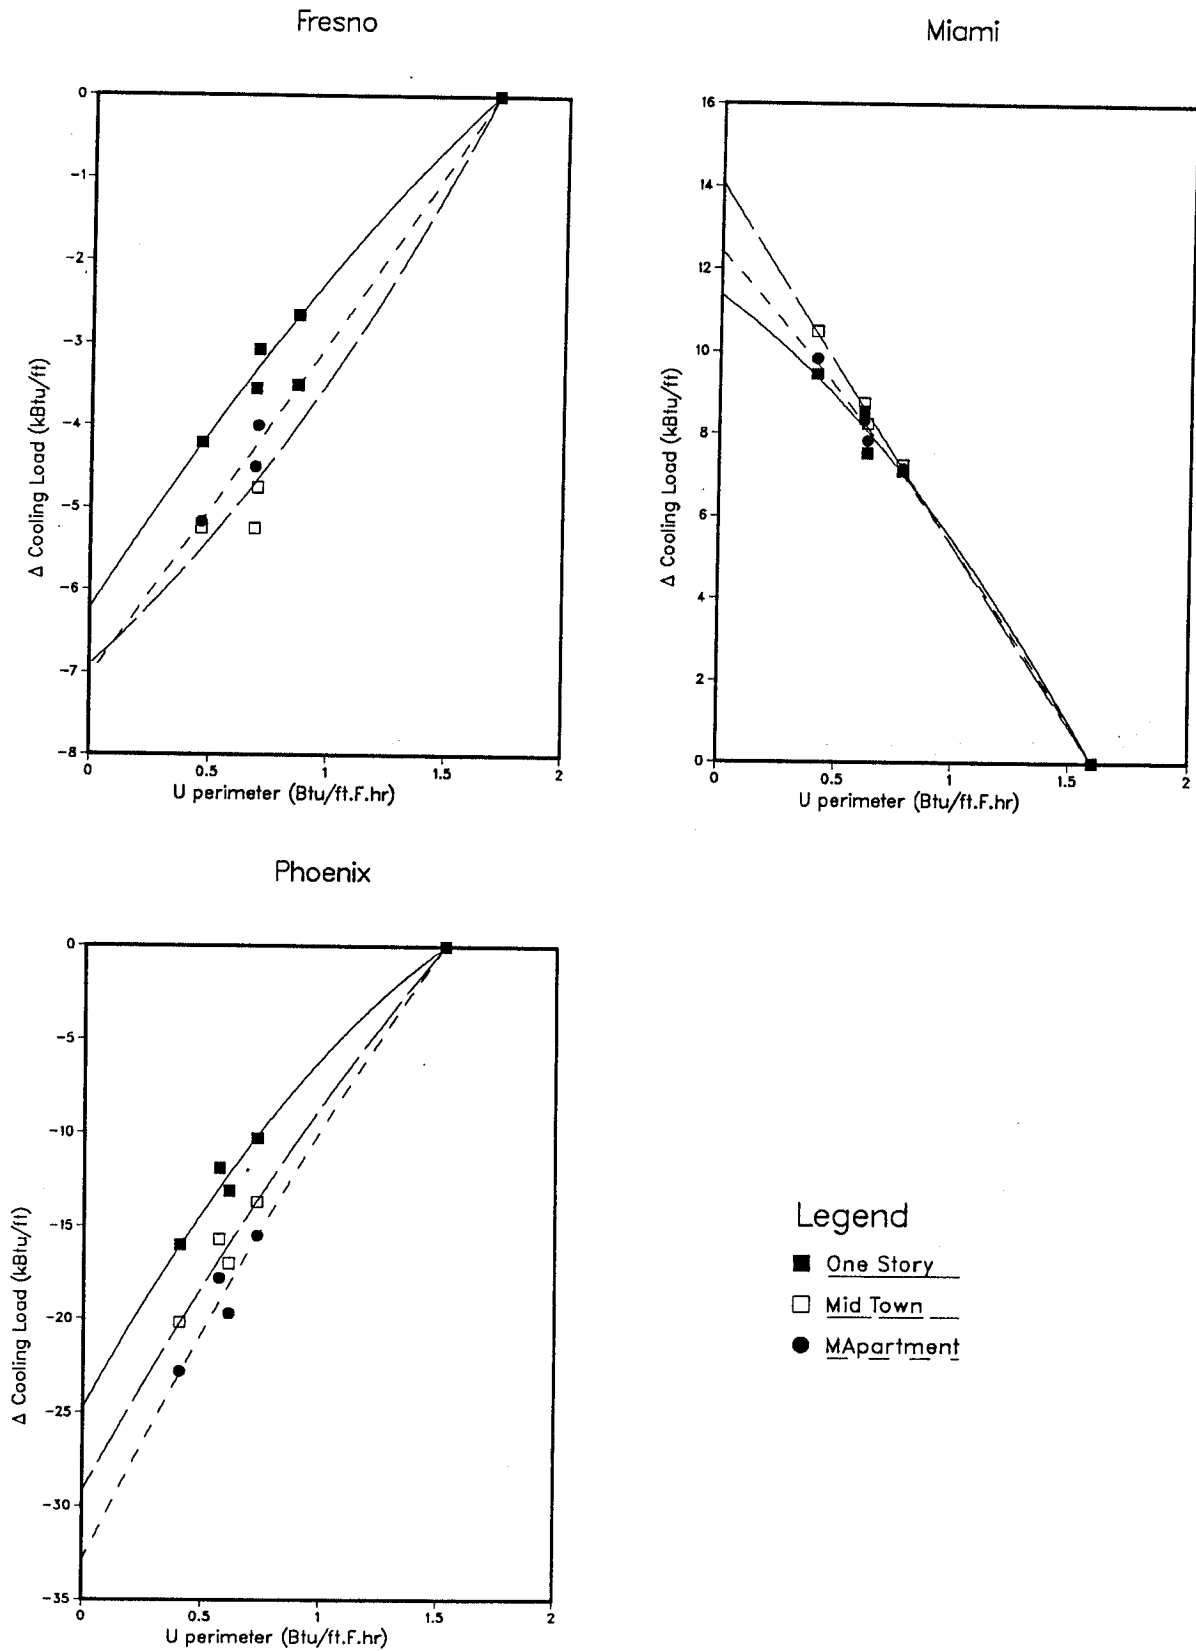 Fresno
0
-1
-2
-3
-4
-5
-6
-7
-8
Δ Cooling Load (kBtu/ft)
0 0.5 1 1.5 2
U perimeter (Btu/ft.F.hr)
Miami
16
14
12
10
8
6
4
2
0
Δ Cooling Load (kBtu/ft)
0 0.5 1 1.5 2
U perimeter (Btu/ft.F.hr)
Phoenix
0
-5
-10
-15
-20
-25
-30
-35
Δ Cooling Load (kBtu/ft)
0 0.5 1 1.5 2
U perimeter (Btu/ft.F.hr)
Legend
One Story
Mid Town
MApartment